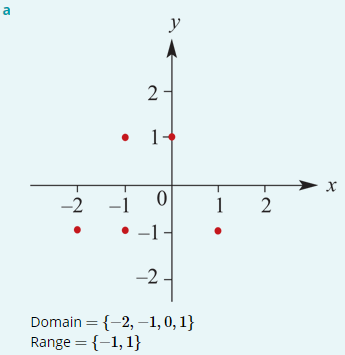 a
y
2
1
-2 -1 0 1 2 x
-1
-2
Domain = {-2, -1, 0, 1}
Range = {-1, 1}